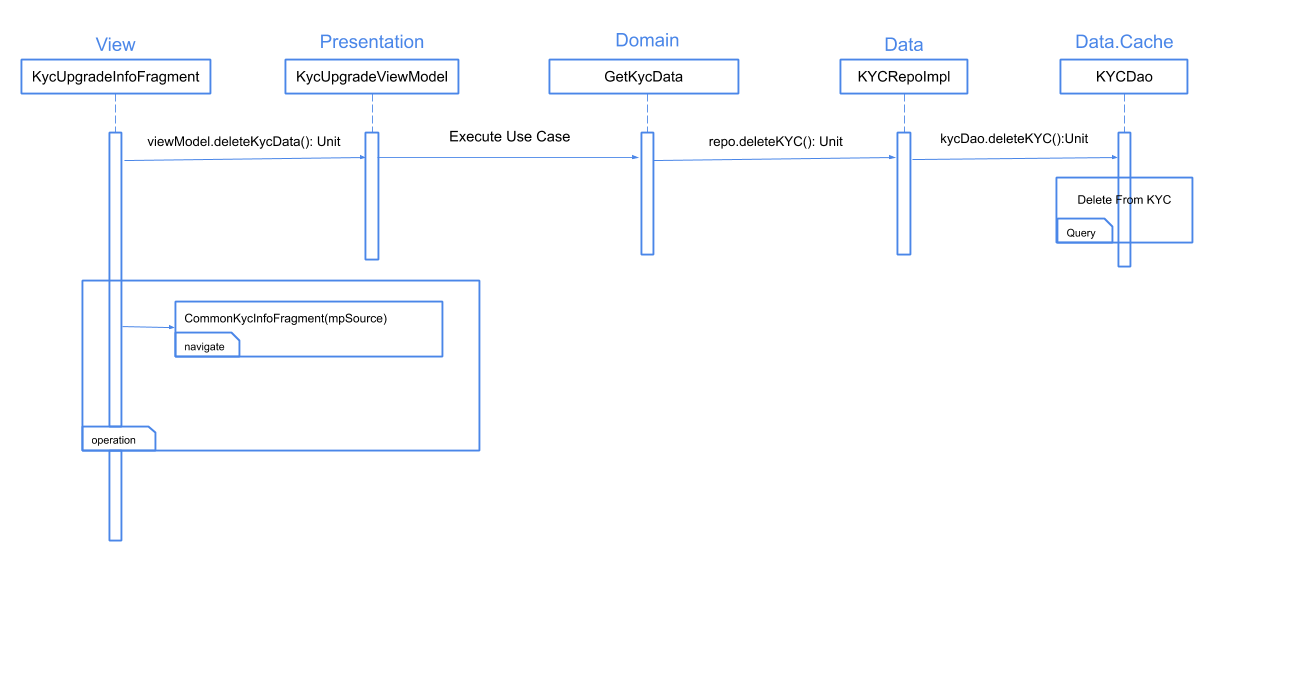 View
Presentation
Domain
Data
Data.Cache
KycUpgradeInfoFragment
KycUpgradeViewModel
GetKycData
KYCRepoImpl
KYCDao
viewModel.deleteKycData(): Unit
Execute Use Case
repo.deleteKYC(): Unit
kycDao.deleteKYC():Unit
Delete From KYC
Query
CommonKycInfoFragment(mpSource)
navigate
operation